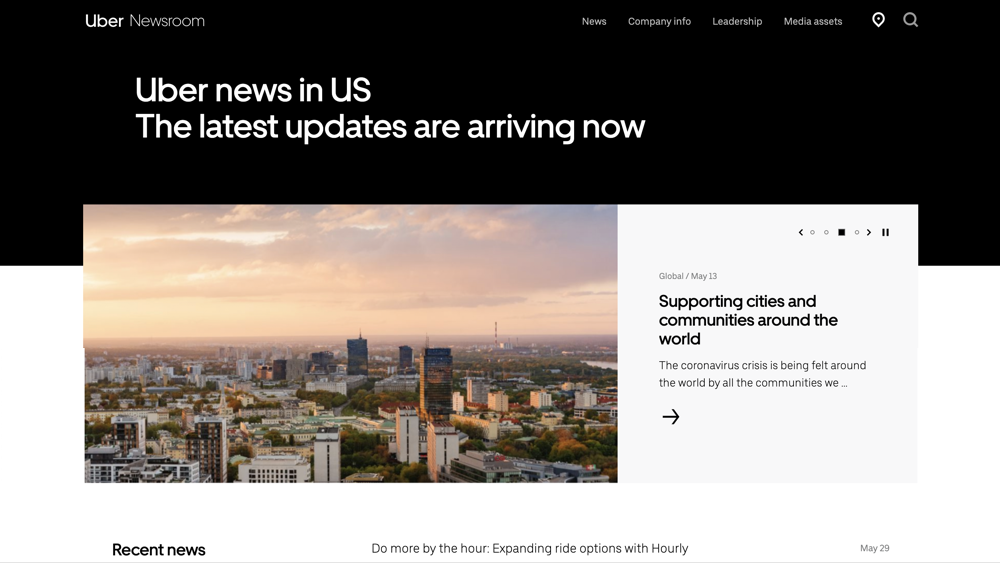 Uber Newsroom
News
Company info
Leadership
Media assets
Uber news in US
The latest updates are arriving now
Global / May 13
Supporting cities and
communities around the
world
The coronavirus crisis is being felt around
the world by all the communities we ...
Recent news
Do more by the hour: Expanding ride options with Hourly
May 29